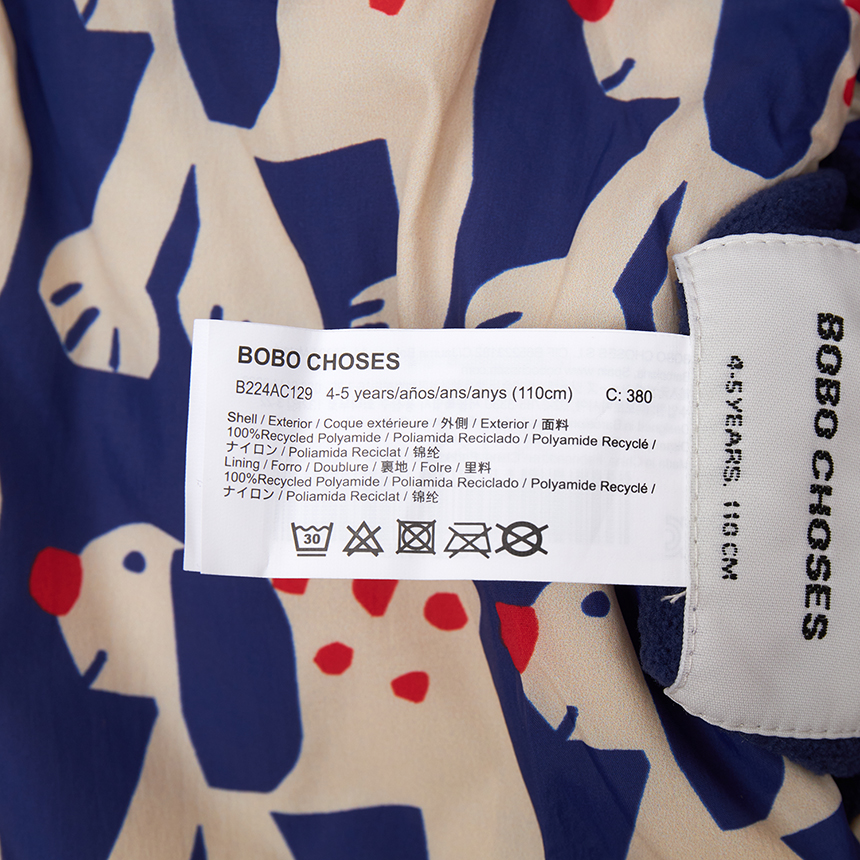 BOBO CHOSES
B224AC129 4-5 years/años/ans/anys (110cm) C: 380
Shell / Exterior / Coque extérieure / 外側 / Exterior / 面料
100%Recycled Polyamide / Poliamida Reciclado / Polyamide Recyclé /
ナイロン / Poliamida Reciclat / 锦纶
Lining / Forro / Doublure / 裏地 / Folre / 里料
100%Recycled Polyamide / Poliamida Reciclado / Polyamide Recyclé /
ナイロン / Poliamida Reciclat / 锦纶
30
BOBO CHOSES
4-5 YEARS. 110 CM